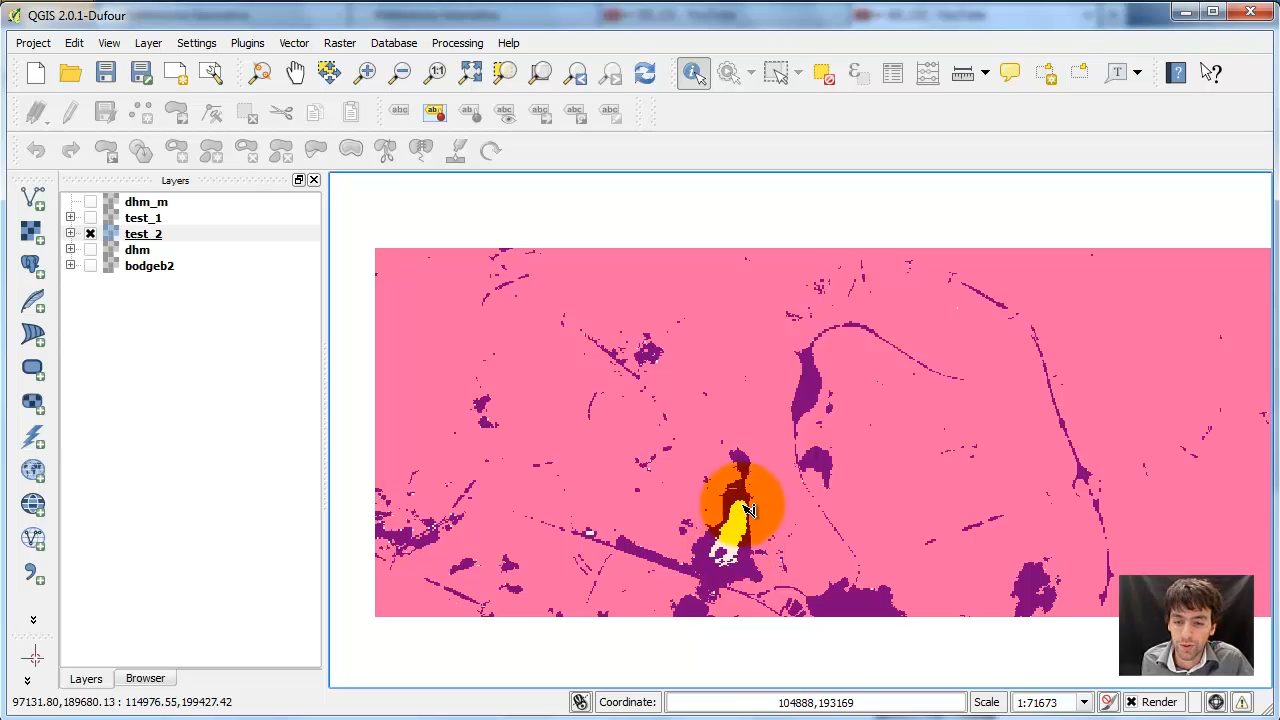 QGIS 2.0.1-Dufour
Project Edit View Layer Settings Plugins Vector Raster Database Processing Help
Layers
dhm_m
test_1
test_2
dhm
bodgeb2
Layers Browser
97131.80,189680.13 : 114976.55,199427.42 Coordinate: 104888,193169 Scale 1:71673 Render